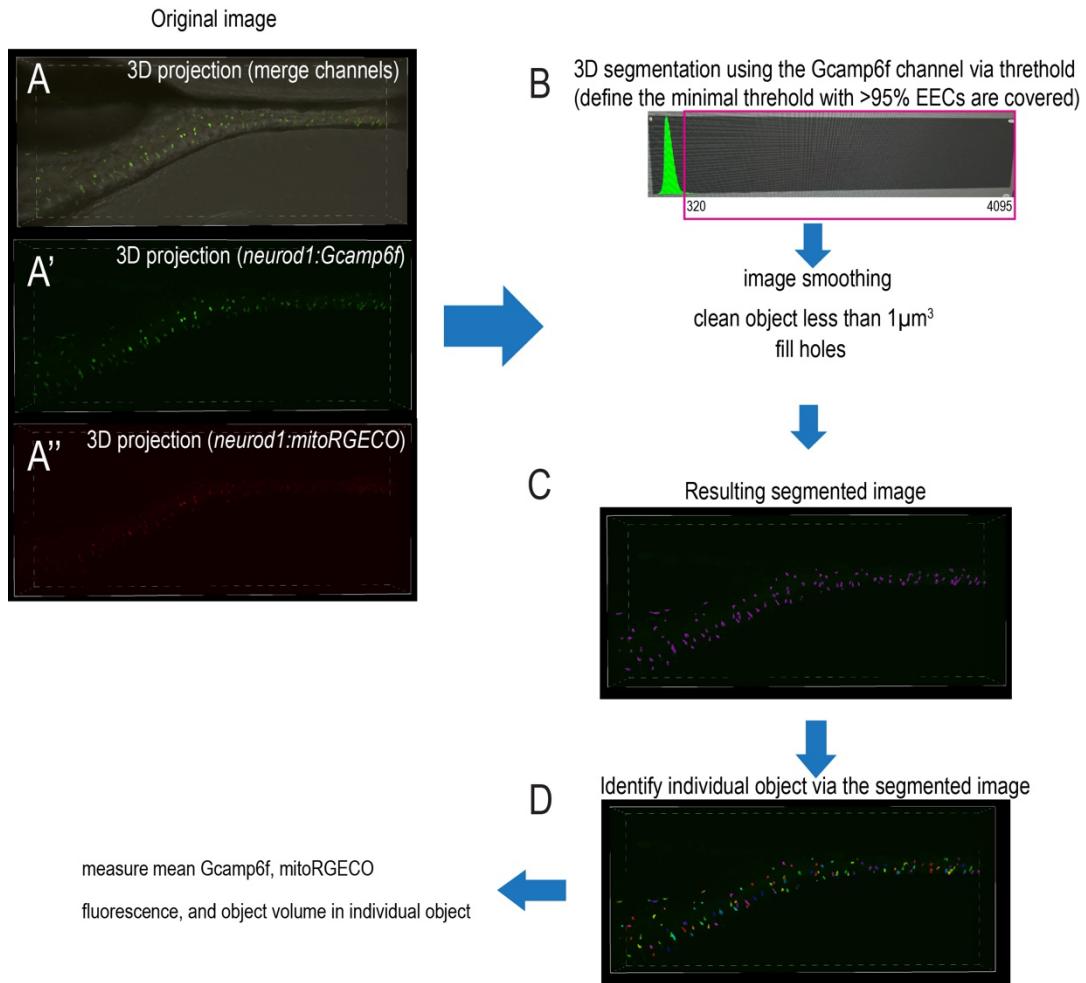 Original image
A
3D projection (merge channels)
A'
3D projection (neurod1:Gcamp6f)
A''
3D projection (neurod1:mitoRGECO)
B
3D segmentation using the Gcamp6f channel via threthold
(define the minimal threhold with >95% EECs are covered)
320
4095
image smoothing
clean object less than 1µm³
fill holes
C
Resulting segmented image
D
Identify individual object via the segmented image
measure mean Gcamp6f, mitoRGECO
fluorescence, and object volume in individual object